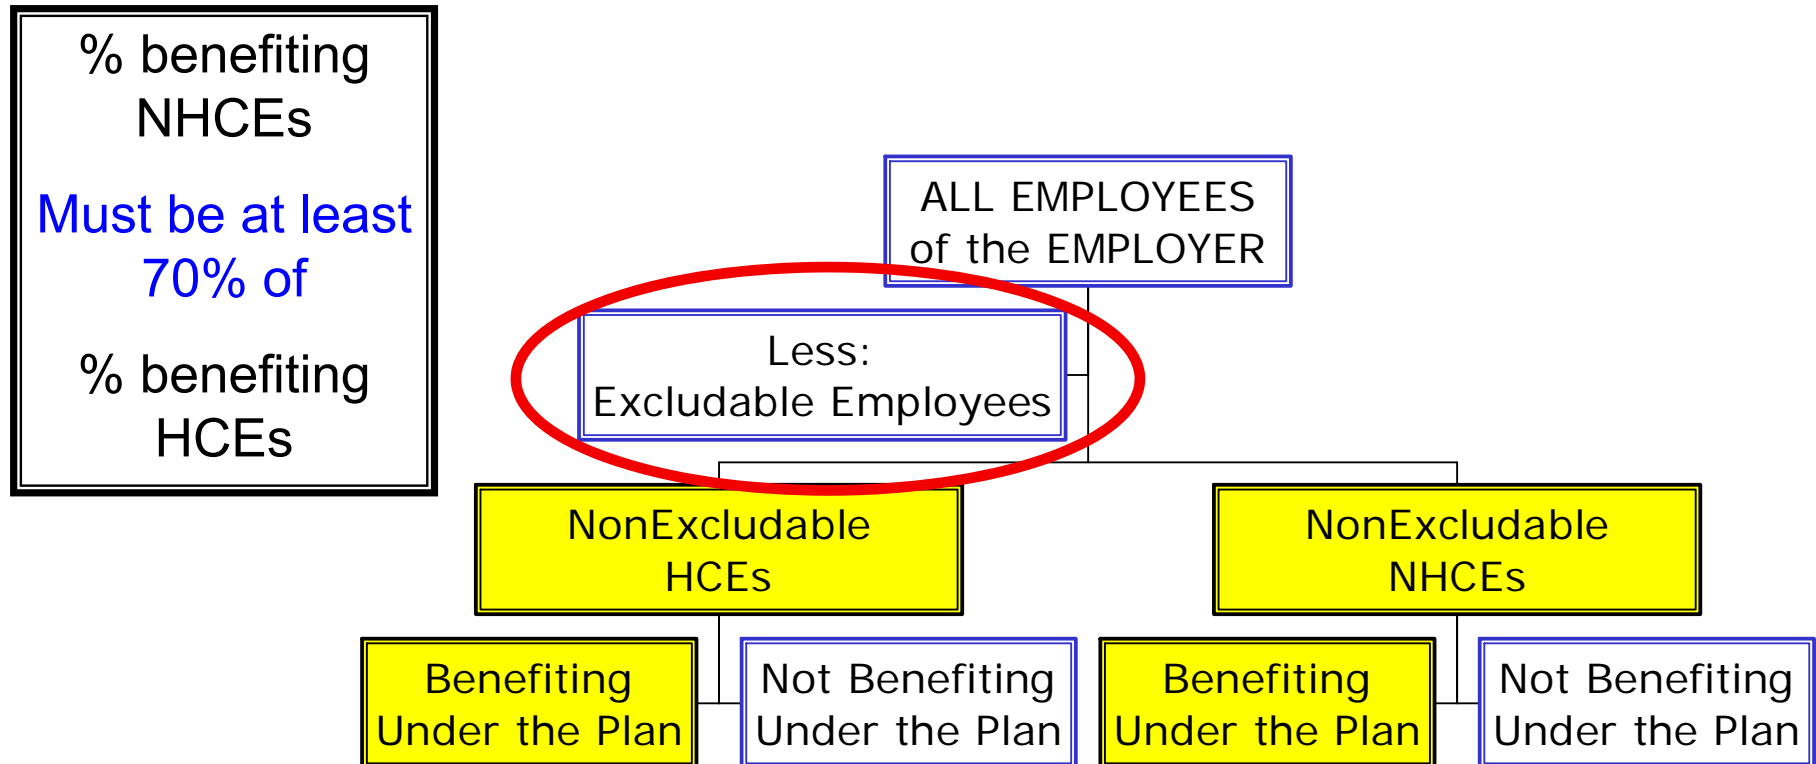 % benefiting
NHCEs
Must be at least
70% of
% benefiting
HCEs
ALL EMPLOYEES
of the EMPLOYER
Less:
Excludable Employees
NonExcludable
HCEs
NonExcludable
NHCEs
Benefiting
Under the Plan
Not Benefiting
Under the Plan
Benefiting
Under the Plan
Not Benefiting
Under the Plan